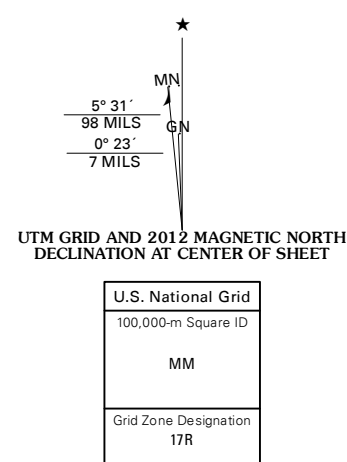 ★
MN
5° 31´
98 MILS
GN
0° 23´
7 MILS
UTM GRID AND 2012 MAGNETIC NORTH
DECLINATION AT CENTER OF SHEET
U.S. National Grid
100,000-m Square ID
MM
Grid Zone Designation
17R